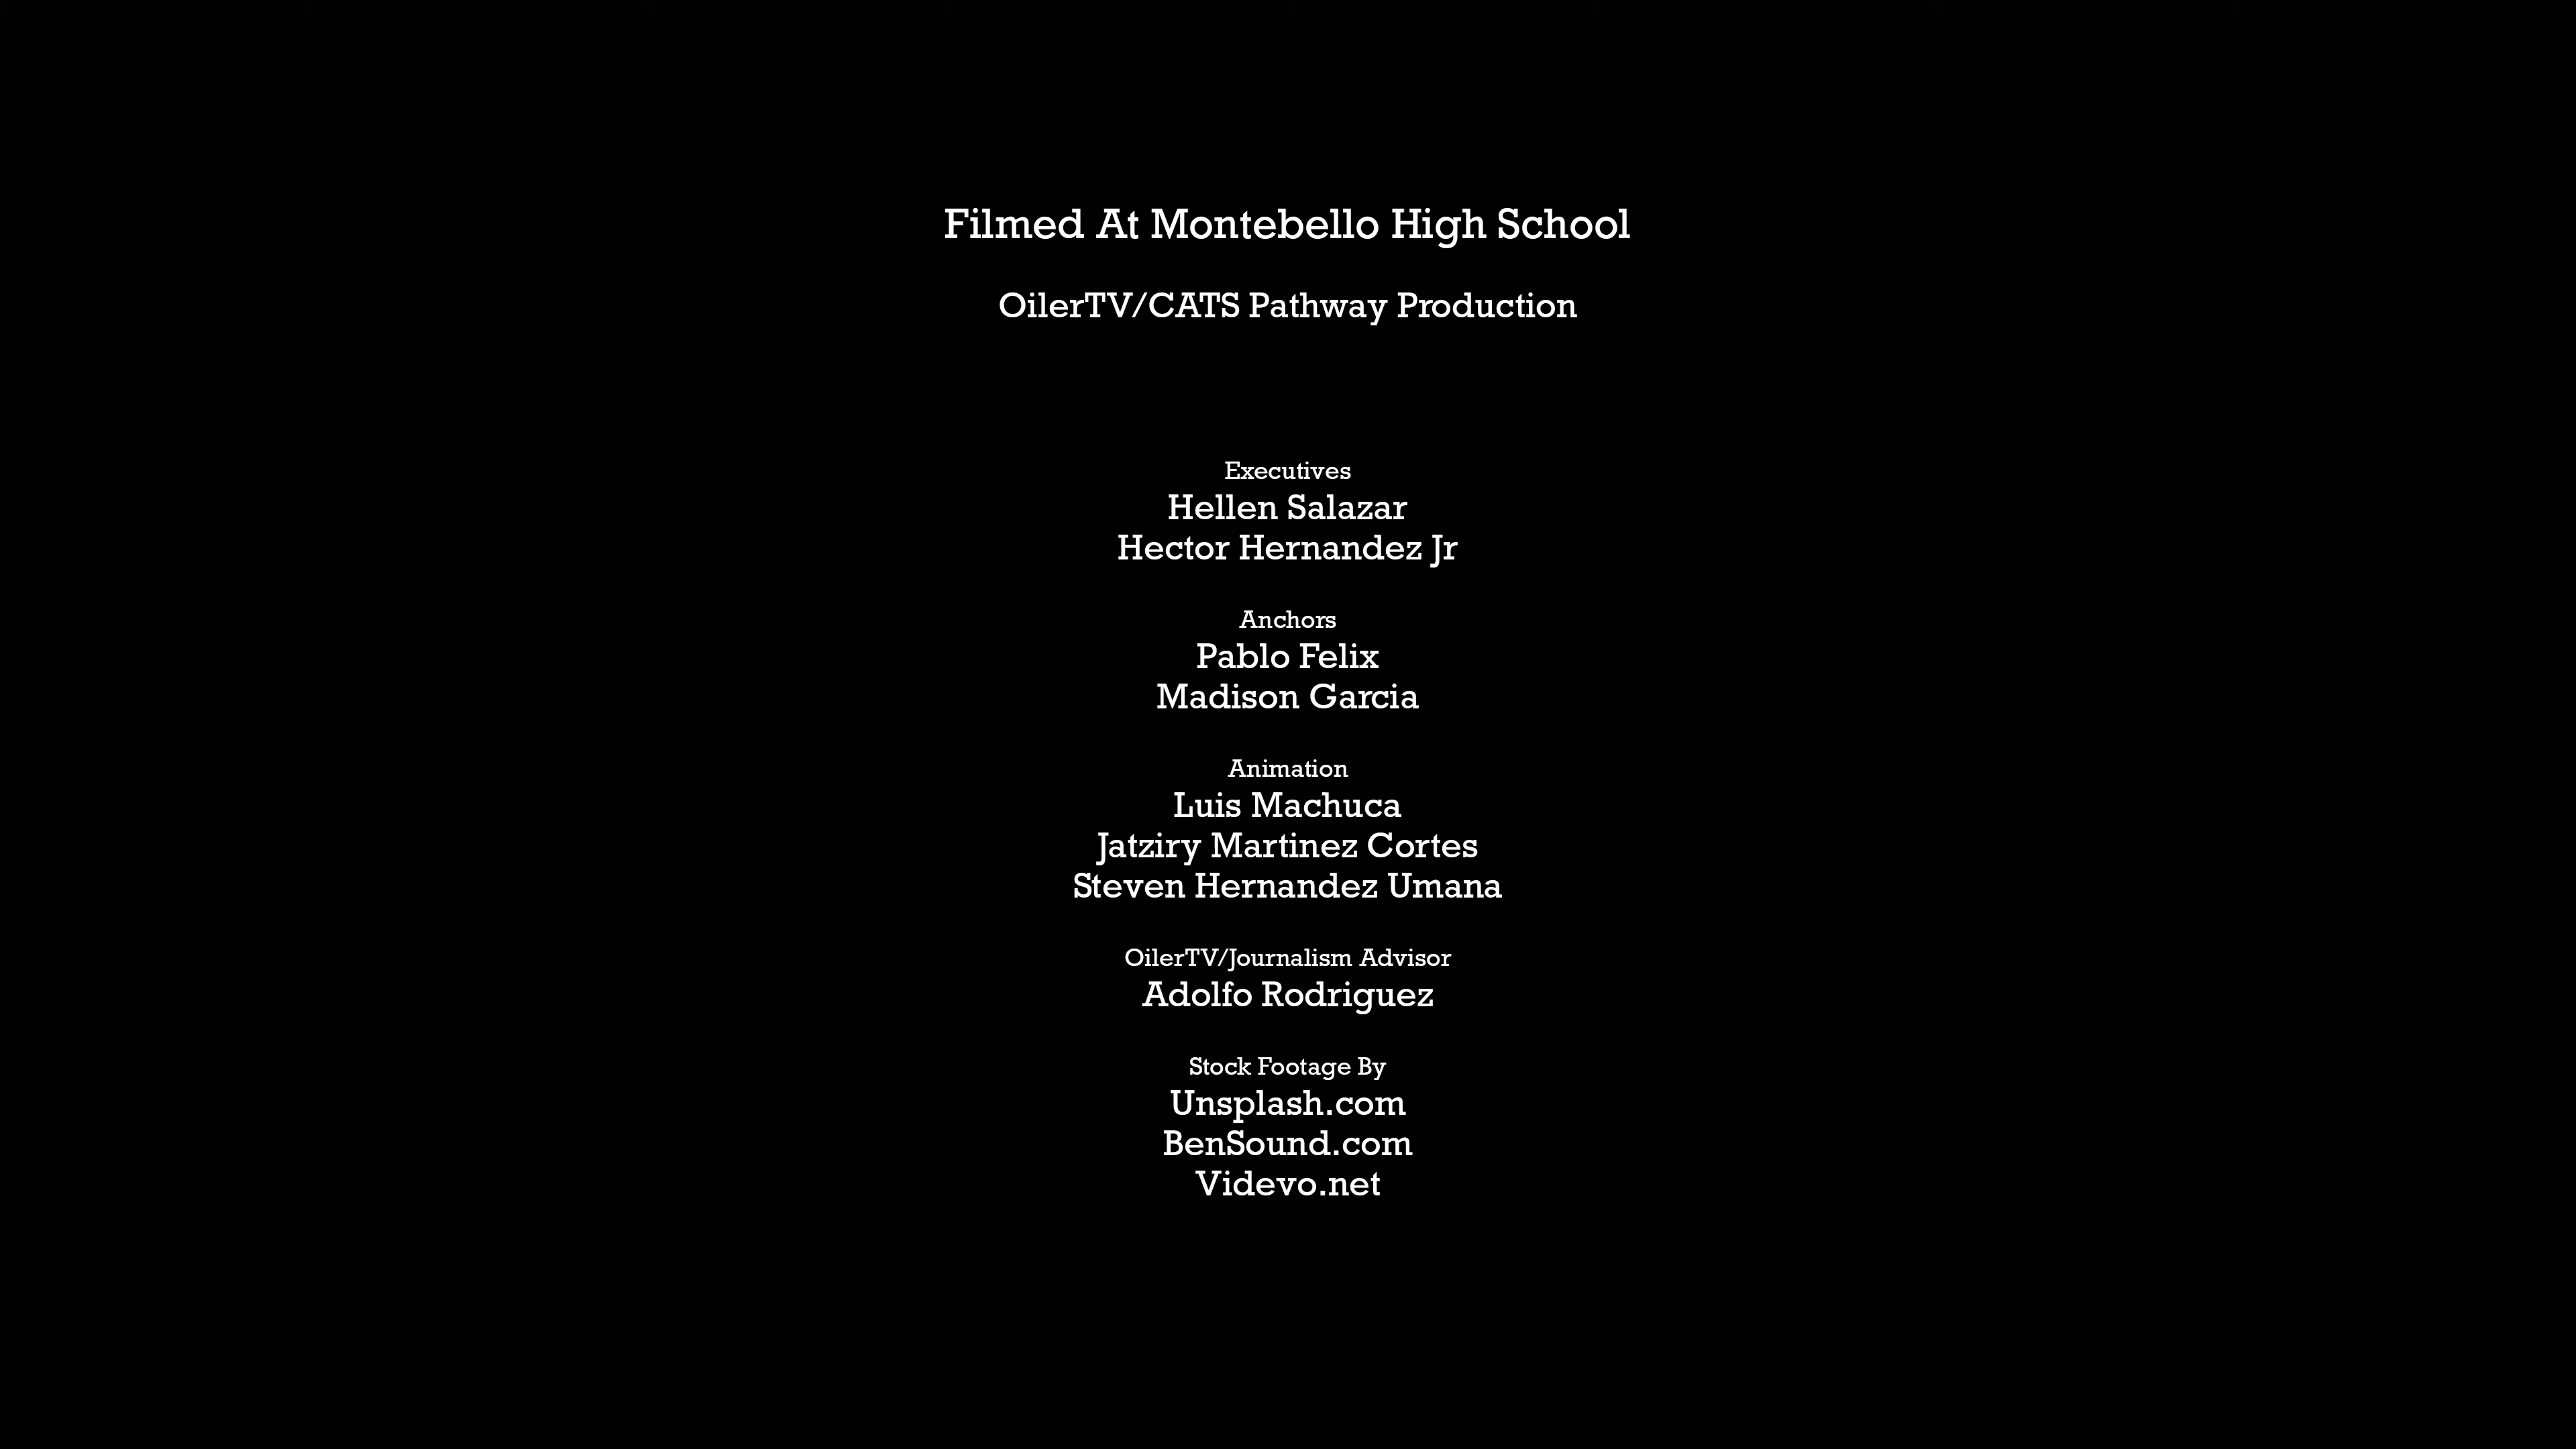 Filmed At Montebello High School
OilerTV/CATS Pathway Production
Executives
Hellen Salazar
Hector Hernandez Jr
Anchors
Pablo Felix
Madison Garcia
Animation
Luis Machuca
Jatziry Martinez Cortes
Steven Hernandez Umana
OilerTV/Journalism Advisor
Adolfo Rodriguez
Stock Footage By
Unsplash.com
BenSound.com
Videvo.net